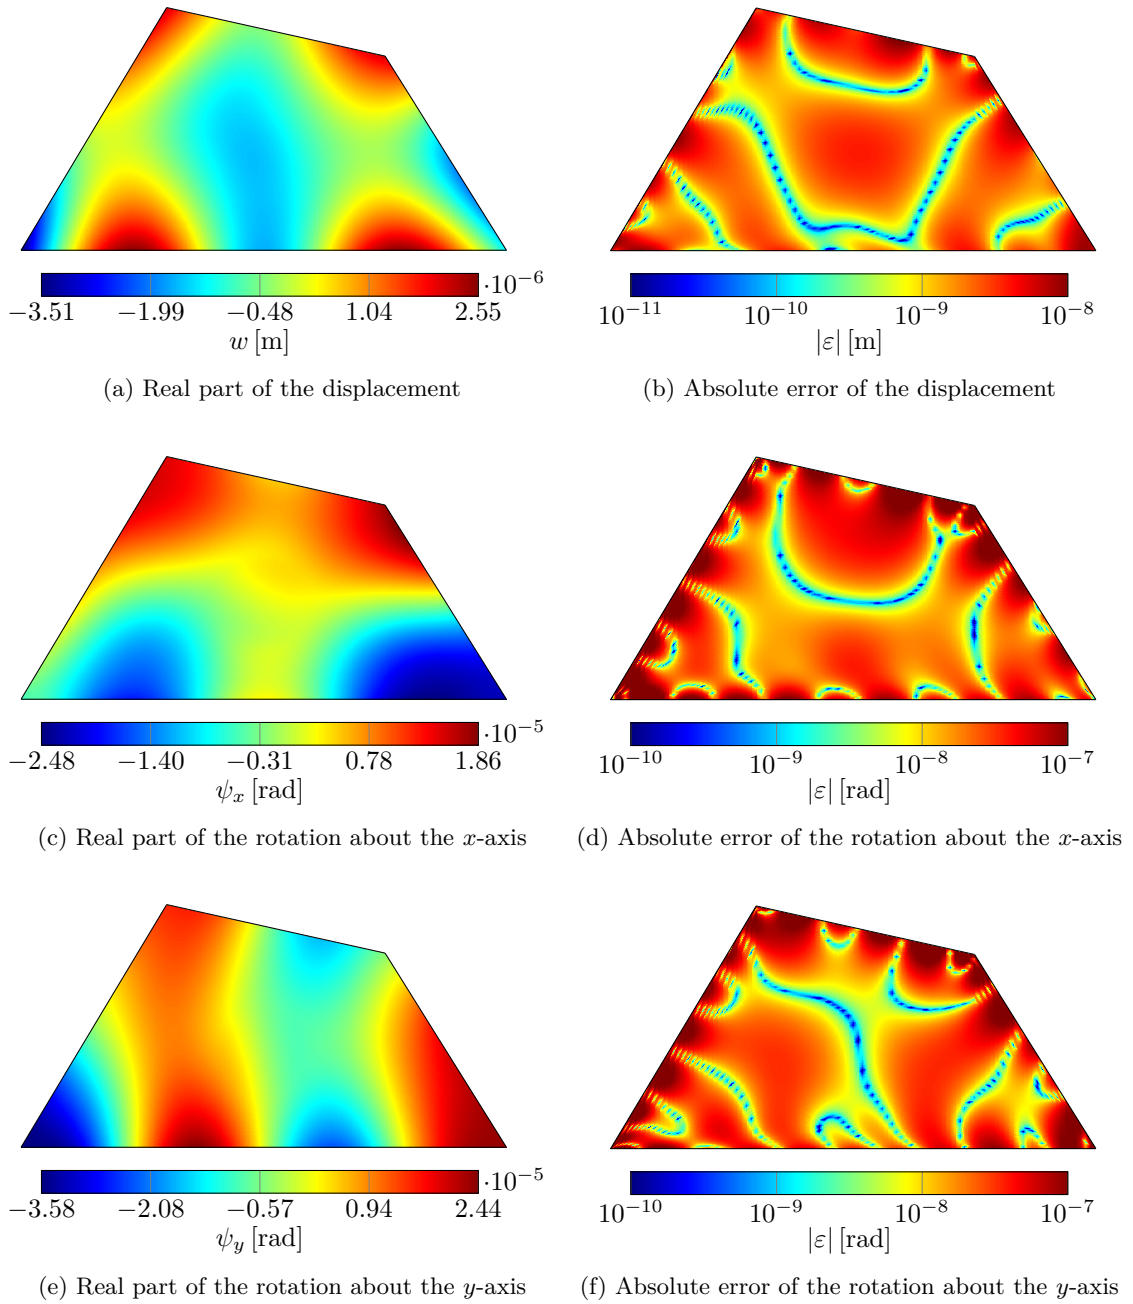 −3.51 −1.99 −0.48 1.04 2.55 ·10−6
w [m]
10−11 10−10 10−9 10−8
|ε| [m]
(a) Real part of the displacement
(b) Absolute error of the displacement
−2.48 −1.40 −0.31 0.78 1.86 ·10−5
ψx [rad]
10−10 10−9 10−8 10−7
|ε| [rad]
(c) Real part of the rotation about the x-axis
(d) Absolute error of the rotation about the x-axis
−3.58 −2.08 −0.57 0.94 2.44 ·10−5
ψy [rad]
10−10 10−9 10−8 10−7
|ε| [rad]
(e) Real part of the rotation about the y-axis
(f) Absolute error of the rotation about the y-axis